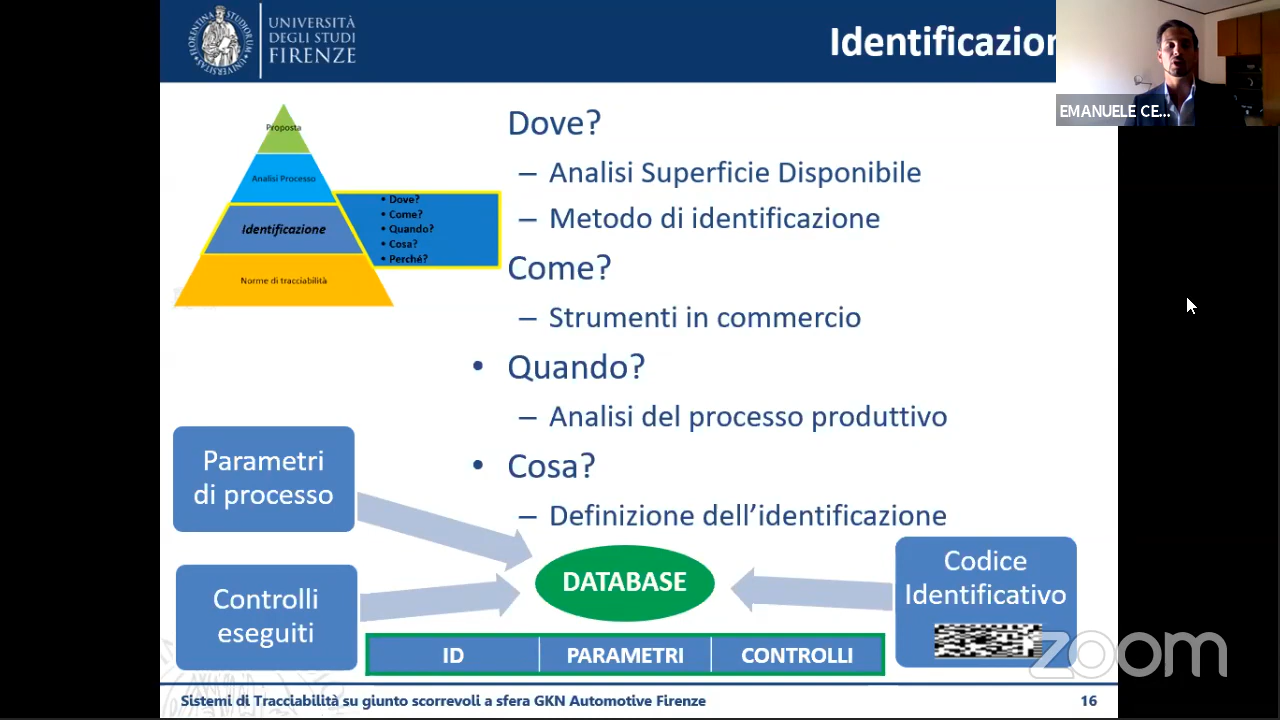 UNIVERSITÀ
DEGLI STUDI
FIRENZE
Identificazion
EMANUELE CE...
Proposta
Analisi Processo
Identificazione
Norme di tracciabilità
• Dove?
• Come?
• Quando?
• Cosa?
• Perché?
Dove?
– Analisi Superficie Disponibile
– Metodo di identificazione
Come?
– Strumenti in commercio
• Quando?
– Analisi del processo produttivo
• Cosa?
– Definizione dell’identificazione
Parametri
di processo
Controlli
eseguiti
DATABASE
Codice
Identificativo
ID PARAMETRI CONTROLLI
zoom
Sistemi di Tracciabilità su giunto scorrevoli a sfera GKN Automotive Firenze
16